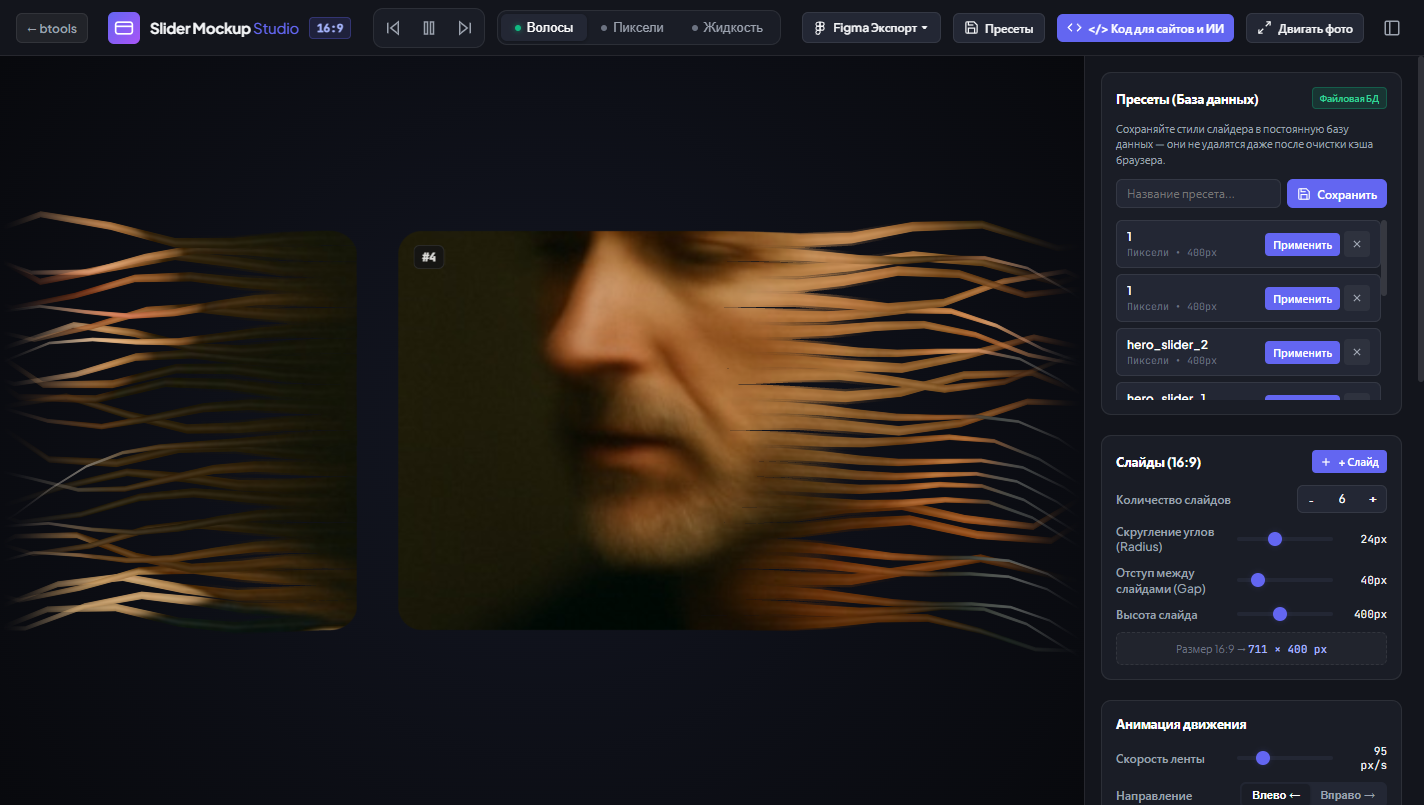 ← btools
Slider Mockup Studio 16:9
Волосы
Пиксели
Жидкость
Figma Экспорт
Пресеты
</> Код для сайтов и ИИ
Двигать фото
#4
Пресеты (База данных)
Файловая БД
Сохраняйте стили слайдера в постоянную базу
данных — они не удалятся даже после очистки кэша
браузера.
Название пресета...
Сохранить
1
Пиксели • 400px
Применить
×
1
Пиксели • 400px
Применить
×
hero_slider_2
Пиксели • 400px
Применить
×
hero_slider_1
Слайды (16:9)
+ + Слайд
Количество слайдов
- 6 +
Скругление углов
(Radius)
24px
Отступ между
слайдами (Gap)
40px
Высота слайда
400px
Размер 16:9 → 711 × 400 px
Анимация движения
Скорость ленты
95
px/s
Направление
Влево ←
Вправо →